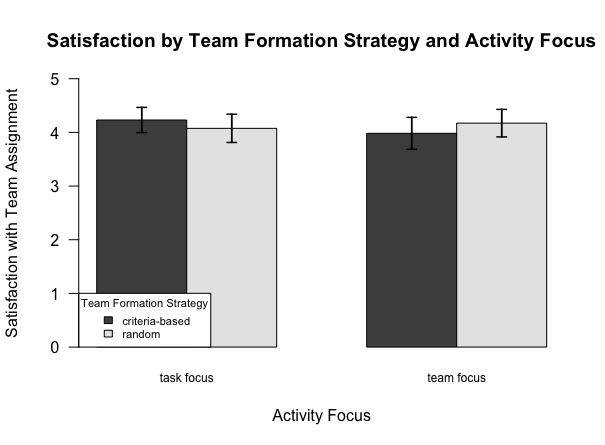 Satisfaction by Team Formation Strategy and Activity Focus
Satisfaction with Team Assignment
5
4
3
2
1
0
Team Formation Strategy
criteria-based
random
task focus
team focus
Activity Focus